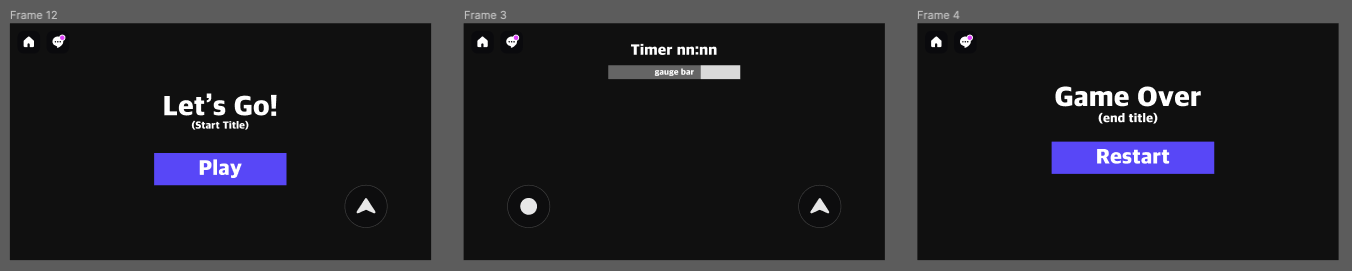 Frame 12
Let's Go!
(Start Title)
Play
Frame 3
Timer nn:nn
gauge bar
Frame 4
Game Over
(end title)
Restart